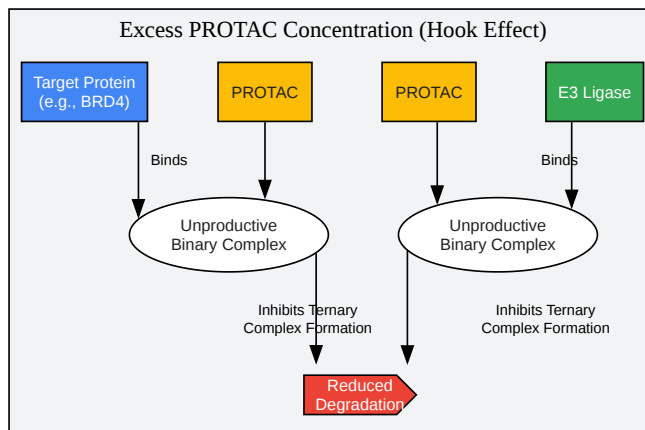 Excess PROTAC Concentration (Hook Effect)
Target Protein
(e.g., BRD4)
PROTAC
PROTAC
E3 Ligase
Binds
Binds
Unproductive
Binary Complex
Unproductive
Binary Complex
Inhibits Ternary
Complex Formation
Inhibits Ternary
Complex Formation
Reduced
Degradation